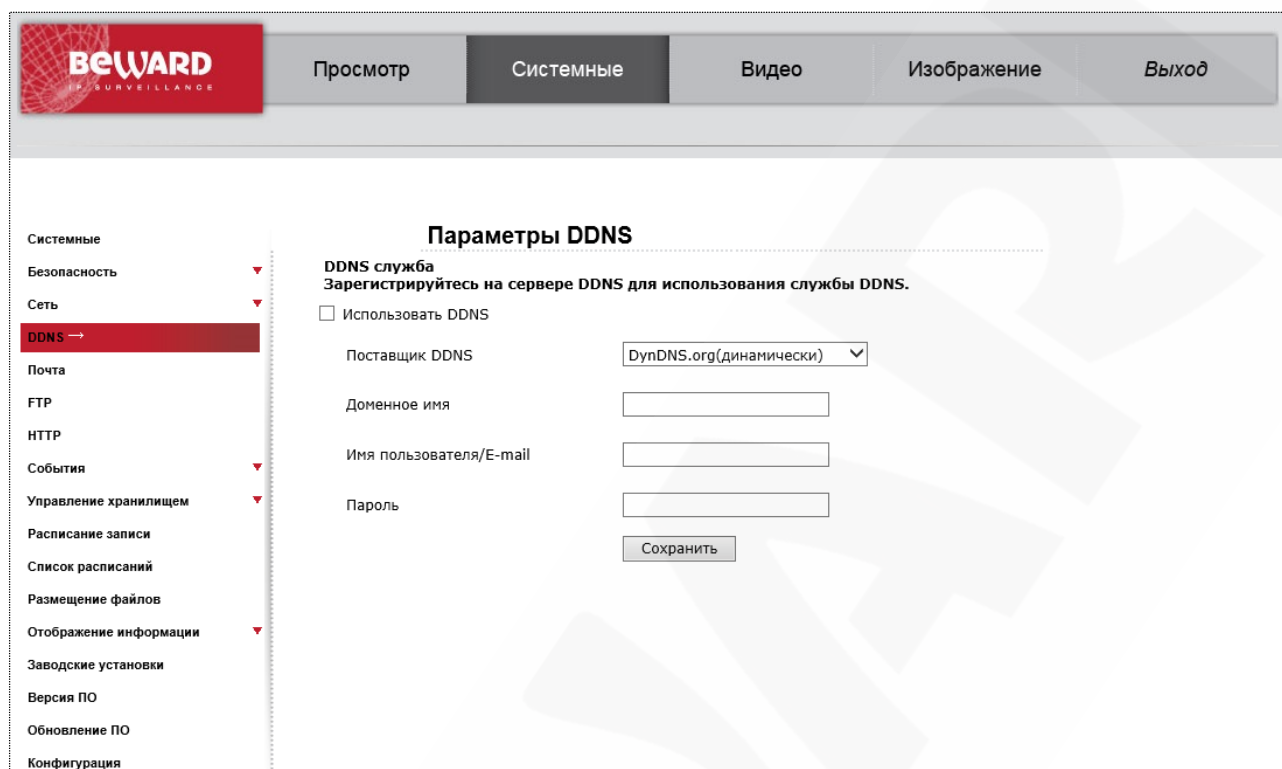 BEWARD
IP SURVEILLANCE
Просмотр
Системные
Видео
Изображение
Выход
Системные
Безопасность
Сеть
DDNS →
Почта
FTP
HTTP
События
Управление хранилищем
Расписание записи
Список расписаний
Размещение файлов
Отображение информации
Заводские установки
Версия ПО
Обновление ПО
Конфигурация
Параметры DDNS
DDNS служба
Зарегистрируйтесь на сервере DDNS для использования службы DDNS.
Использовать DDNS
Поставщик DDNS
DynDNS.org(динамически)
Доменное имя
Имя пользователя/E-mail
Пароль
Сохранить